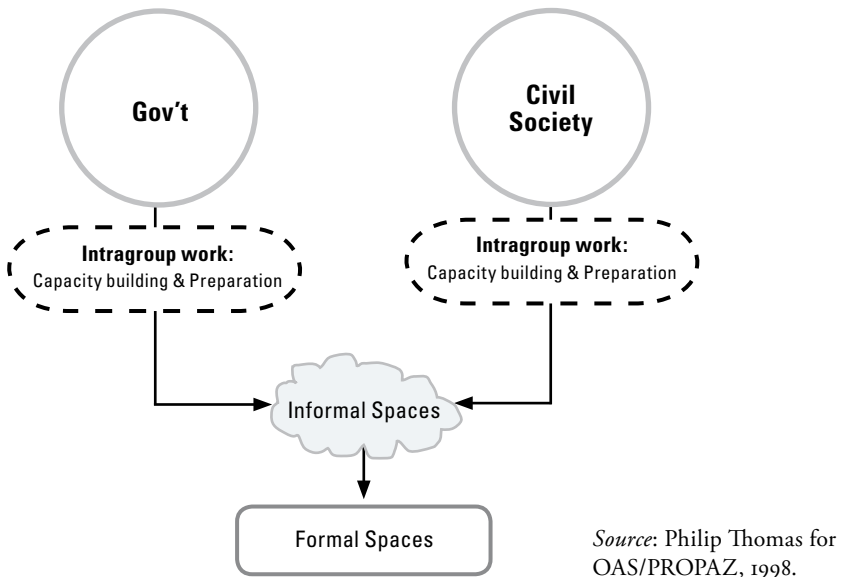 Gov't
Civil
Society
Intragroup work:
Capacity building & Preparation
Intragroup work:
Capacity building & Preparation
Informal Spaces
Formal Spaces
Source: Philip Thomas for
OAS/PROPAZ, 1998.